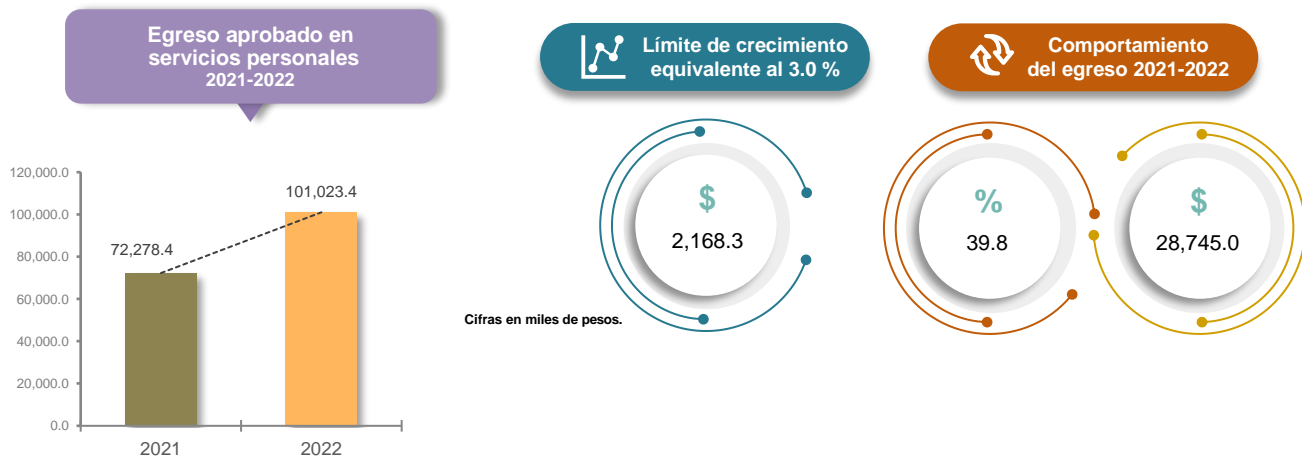 Egreso aprobado en
servicios personales
2021-2022
120,000.0
100,000.0
80,000.0
60,000.0
40,000.0
20,000.0
0.0
72,278.4
101,023.4
2021
2022
Límite de crecimiento
equivalente al 3.0 %
$
2,168.3
Cifras en miles de pesos.
Comportamiento
del egreso 2021-2022
%
39.8
$
28,745.0